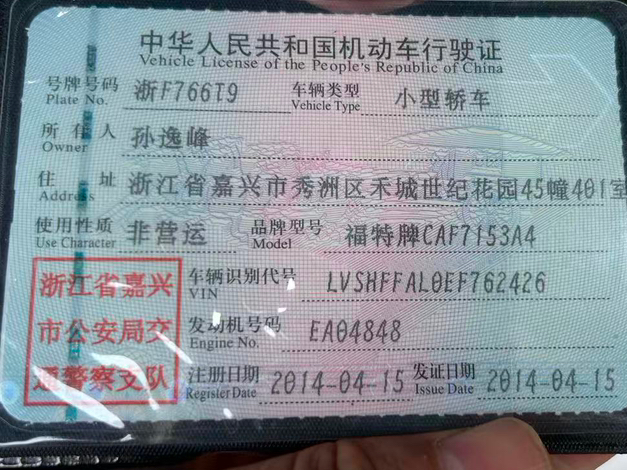 中华人民共和国机动车行驶证
Vehicle License of the People's Republic of China
号牌号码 Plate No. 浙F766T9 车辆类型 Vehicle Type 小型轿车
所有人 Owner 孙逸峰
住址 Address 浙江省嘉兴市秀洲区禾城世纪花园45幢401室
使用性质 Use Character 非营运 品牌型号 Model 福特牌CAF7153A4
浙江省嘉兴 车辆识别代号 VIN LVSHFFAL0EF762426
市公安局交 发动机号码 Engine No. EA04848
通警察支队 注册日期 Register Date 2014-04-15 发证日期 Issue Date 2014-04-15